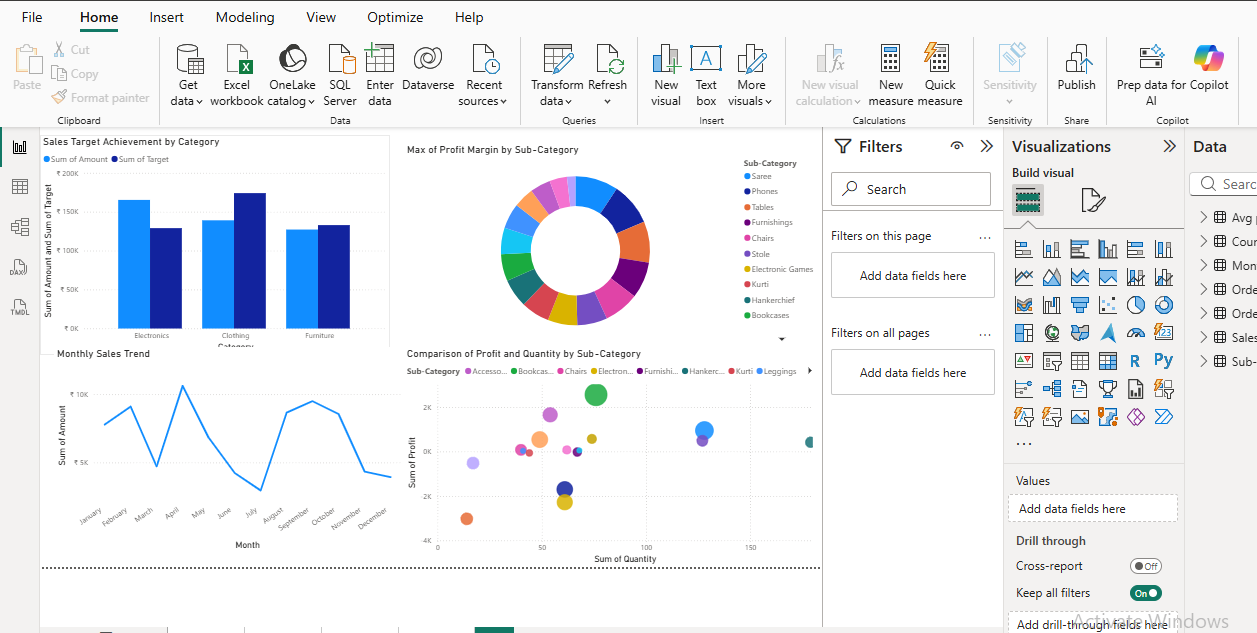 File Home Insert Modeling View Optimize Help
Paste
Cut
Copy
Format painter
Clipboard
Get data
Excel workbook
OneLake catalog
SQL Server
Enter data
Dataverse
Recent sources
Data
Transform data
Refresh
Queries
New visual
Text box
More visuals
Insert
New visual calculation
New measure
Quick measure
Calculations
Sensitivity
Sensitivity
Publish
Share
Prep data for AI
Copilot
Copilot
Sales Target Achievement by Category
Sum of Amount Sum of Target
Sum of Amount and Sum of Target
₹ 200K
₹ 150K
₹ 100K
₹ 50K
₹ 0K
Electronics Clothing Furniture
Category
Max of Profit Margin by Sub-Category
Sub-Category
Saree
Phones
Tables
Furnishings
Chairs
Stole
Electronic Games
Kurti
Hankerchief
Bookcases
Monthly Sales Trend
Sum of Amount
₹ 10K
₹ 5K
January February March April May June July August September October November December
Month
Comparison of Profit and Quantity by Sub-Category
Sub-Category Accesso... Bookcas... Chairs Electron... Furnishi... Hankerc... Kurti Leggings
Sum of Profit
2K
0K
-2K
-4K
0 50 100 150
Sum of Quantity
Filters
Search
Filters on this page ...
Add data fields here
Filters on all pages ...
Add data fields here
Visualizations
Build visual
R Py
123
...
Values
Add data fields here
Drill through
Cross-report Off
Keep all filters On
Add drill-through fields here
Data
Searc
Avg
Coun
Mon
Orde
Orde
Sales
Sub-
DAX
TMDL
Activate Windows